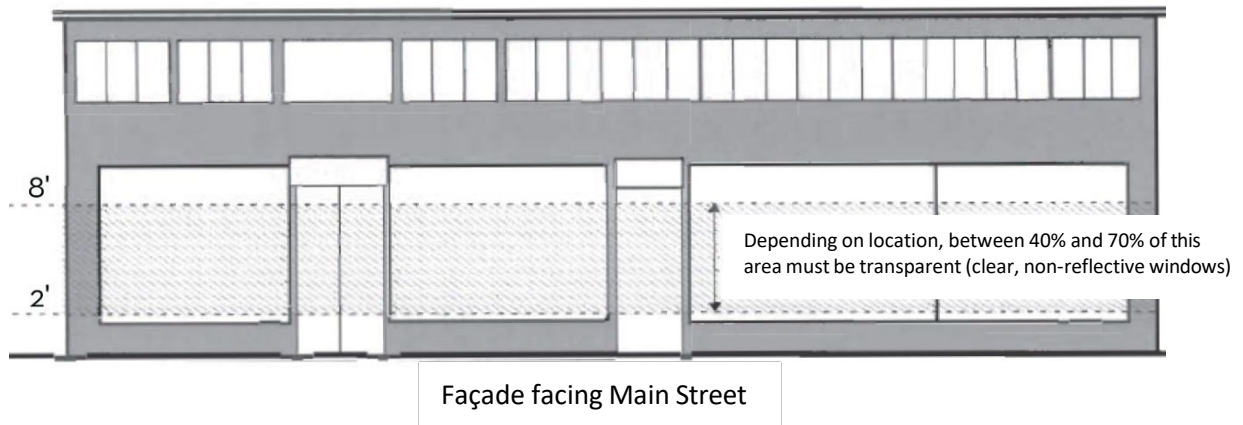 8'
Depending on location, between 40% and 70% of this
area must be transparent (clear, non-reflective windows)
2'
Façade facing Main Street